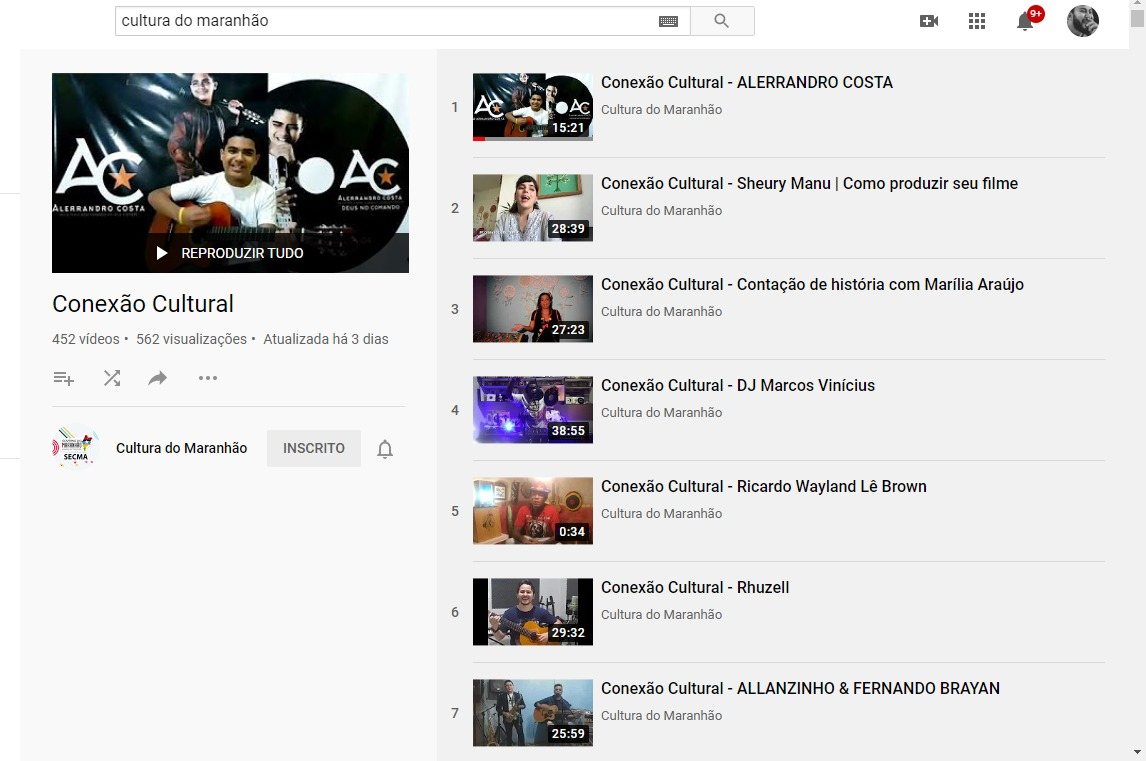 cultura do maranhão
9+
AC
AC
ALERRANDRO COSTA
ALERRANDRO COSTA
DEUS NO COMANDO
REPRODUZIR TUDO
Conexão Cultural
452 vídeos • 562 visualizações • Atualizada há 3 dias
MARANHÃO
SECMA
Cultura do Maranhão
INSCRITO
1
AC
AC
15:21
Conexão Cultural - ALERRANDRO COSTA
Cultura do Maranhão
2
28:39
Conexão Cultural - Sheury Manu | Como produzir seu filme
Cultura do Maranhão
3
27:23
Conexão Cultural - Contação de história com Marília Araújo
Cultura do Maranhão
4
38:55
Conexão Cultural - DJ Marcos Vinícius
Cultura do Maranhão
5
0:34
Conexão Cultural - Ricardo Wayland Lê Brown
Cultura do Maranhão
6
29:32
Conexão Cultural - Rhuzell
Cultura do Maranhão
7
25:59
Conexão Cultural - ALLANZINHO & FERNANDO BRAYAN
Cultura do Maranhão